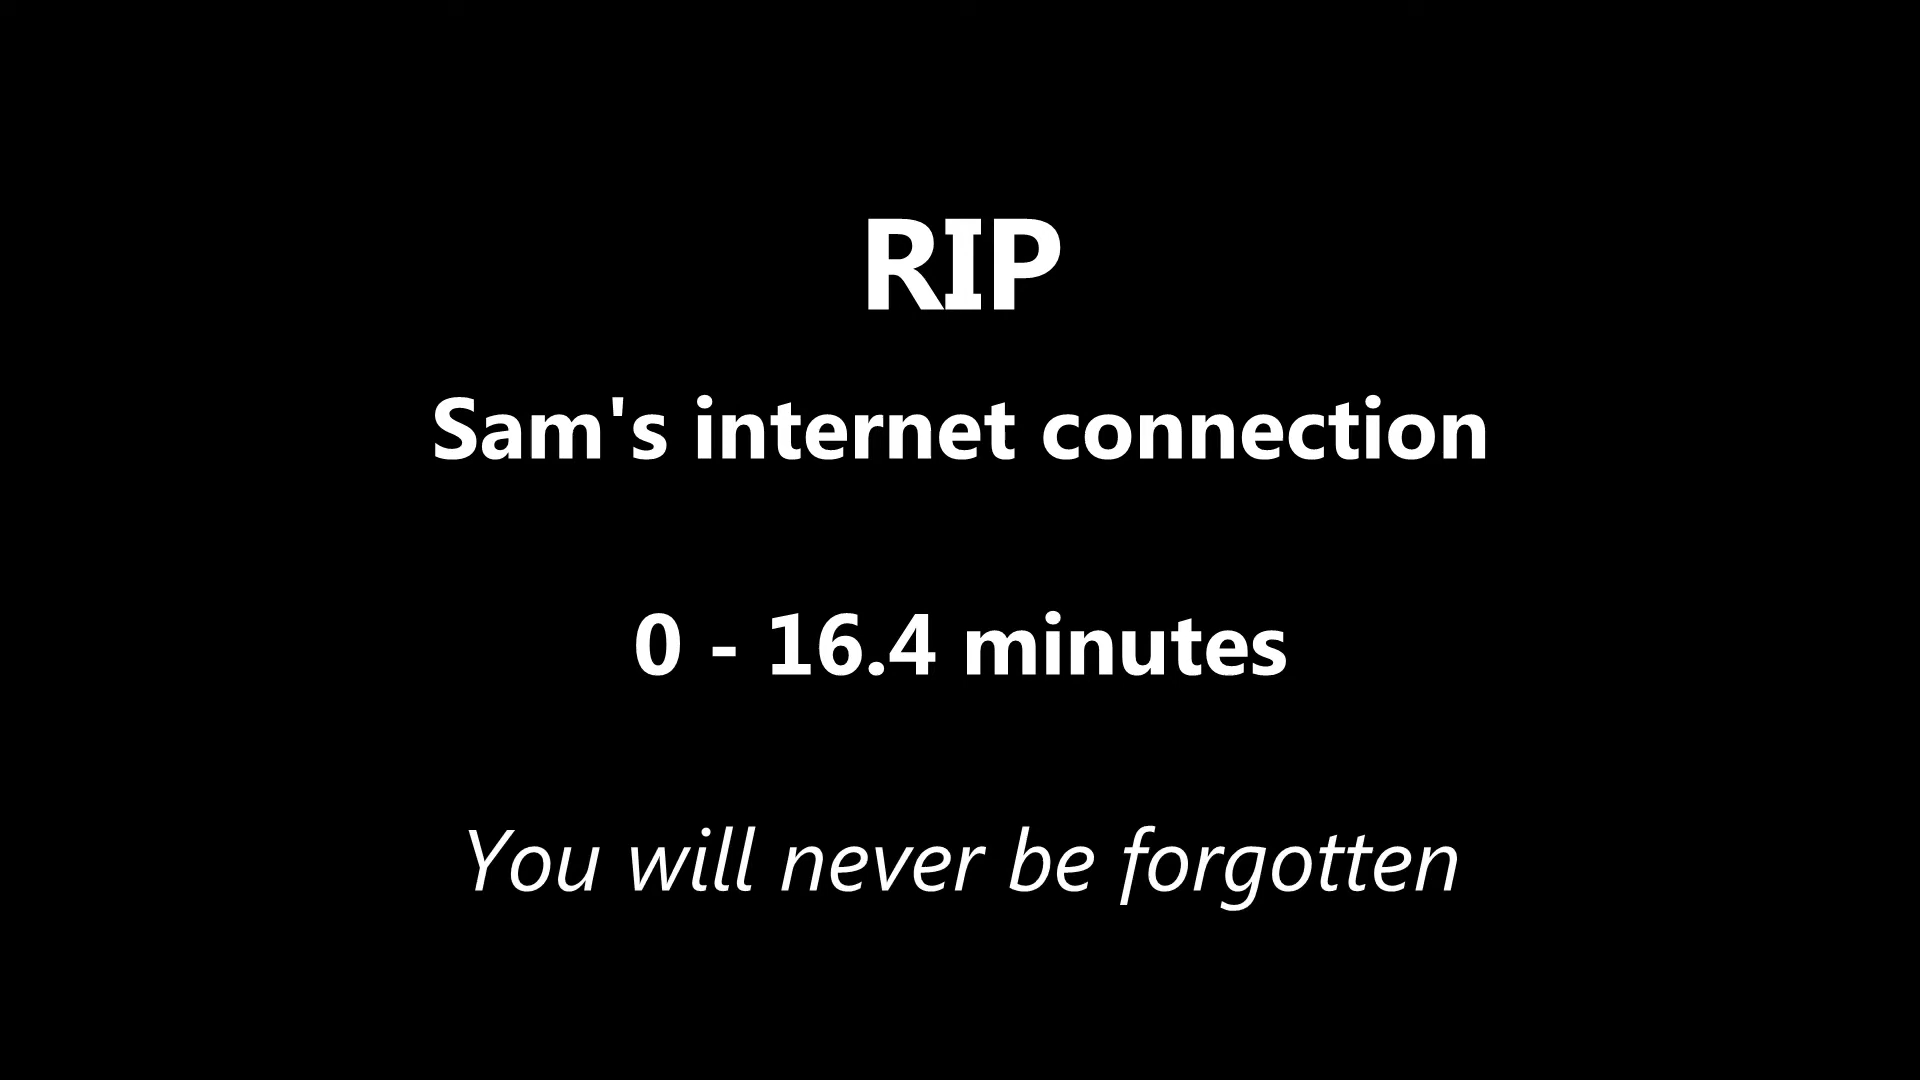 RIP
Sam's internet connection
0 - 16.4 minutes
You will never be forgotten